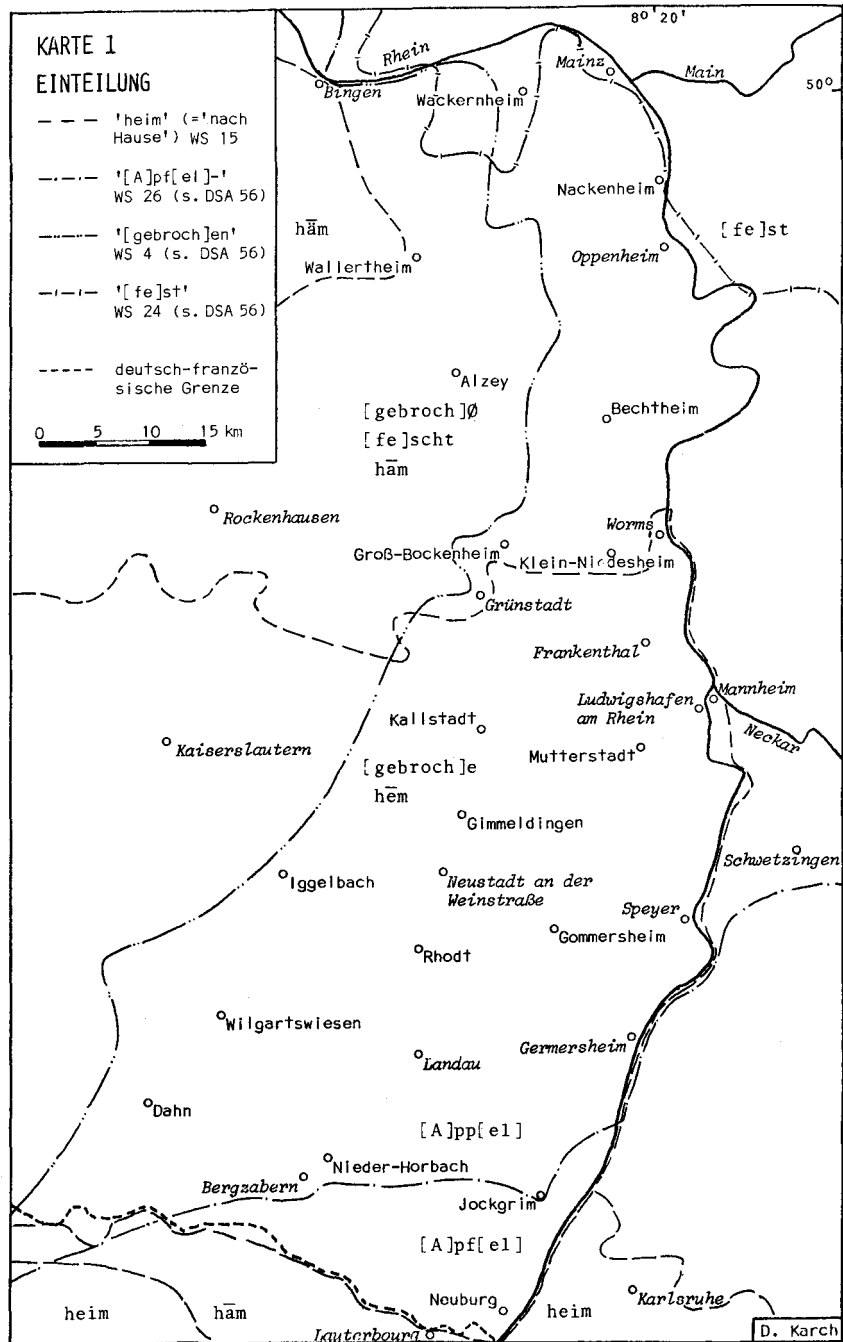 KARTE 1
EINTEILUNG
'heim' (='nach
Hause') WS 15
'[A]pf[el]-'
WS 26 (s. DSA 56)
'[gebroch]en'
WS 4 (s. DSA 56)
'[fe]st'
WS 24 (s. DSA 56)
deutsch-franzö-
sische Grenze
0 5 10 15 km
8° 20'
50°
Rhein
Mainz
Main
Bingen
Wackernheim
Nackenheim
hām
[fe]st
Wallertheim
Oppenheim
Alzey
[gebroch]Ø
[fe]scht
hām
Bechtheim
Rockenhausen
Worms
Groß-Bockenheim
Klein-Niedesheim
Grünstadt
Frankenthal
Mannheim
Ludwigshafen
am Rhein
Neckar
Kallstadt
Kaiserslautern
Mutterstadt
[gebroch]e
hēm
Gimmeldingen
Schwetzingen
Iggelbach
Neustadt an der
Weinstraße
Speyer
Gommersheim
Rhodt
Wilgartswiesen
Germersheim
Landau
Dahn
[A]pp[el]
Nieder-Horbach
Bergzabern
Jockgrim
[A]pf[el]
Neuburg
Karlsruhe
heim
hām
heim
Lauterbourg
D. Karch